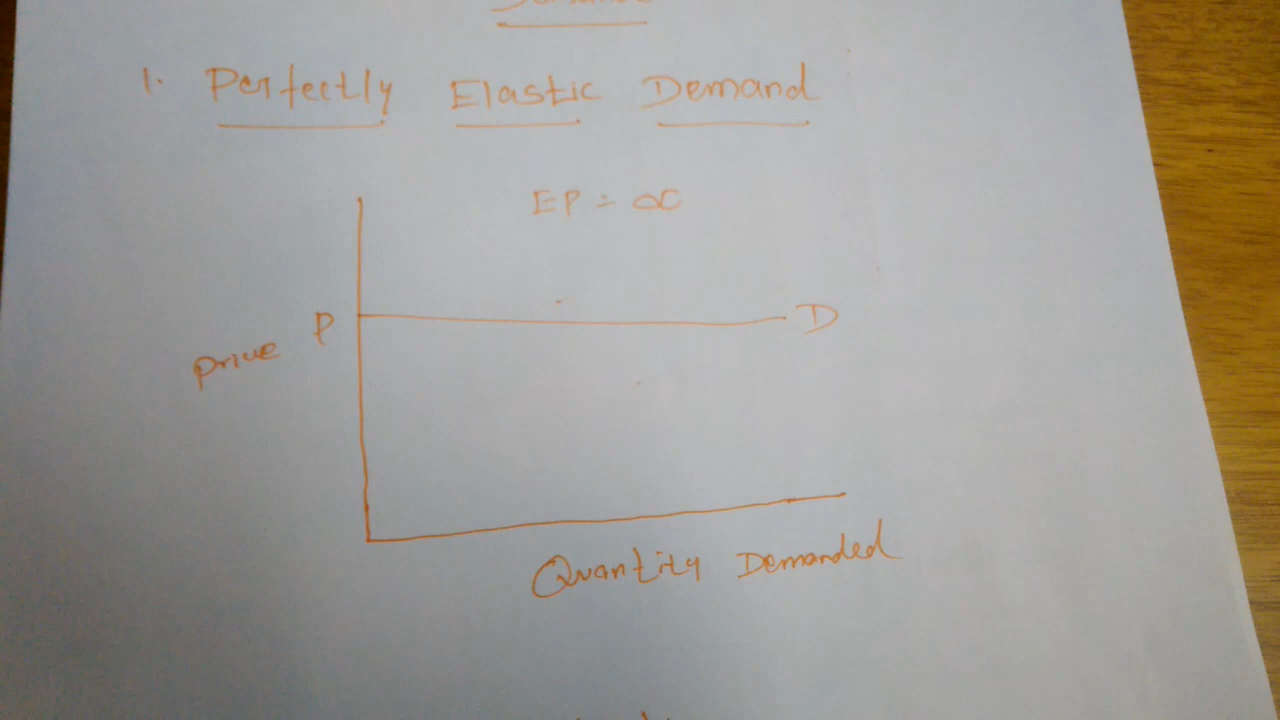 1. Perfectly Elastic Demand
EP = ∝
P
D
Price
Quantity Demanded